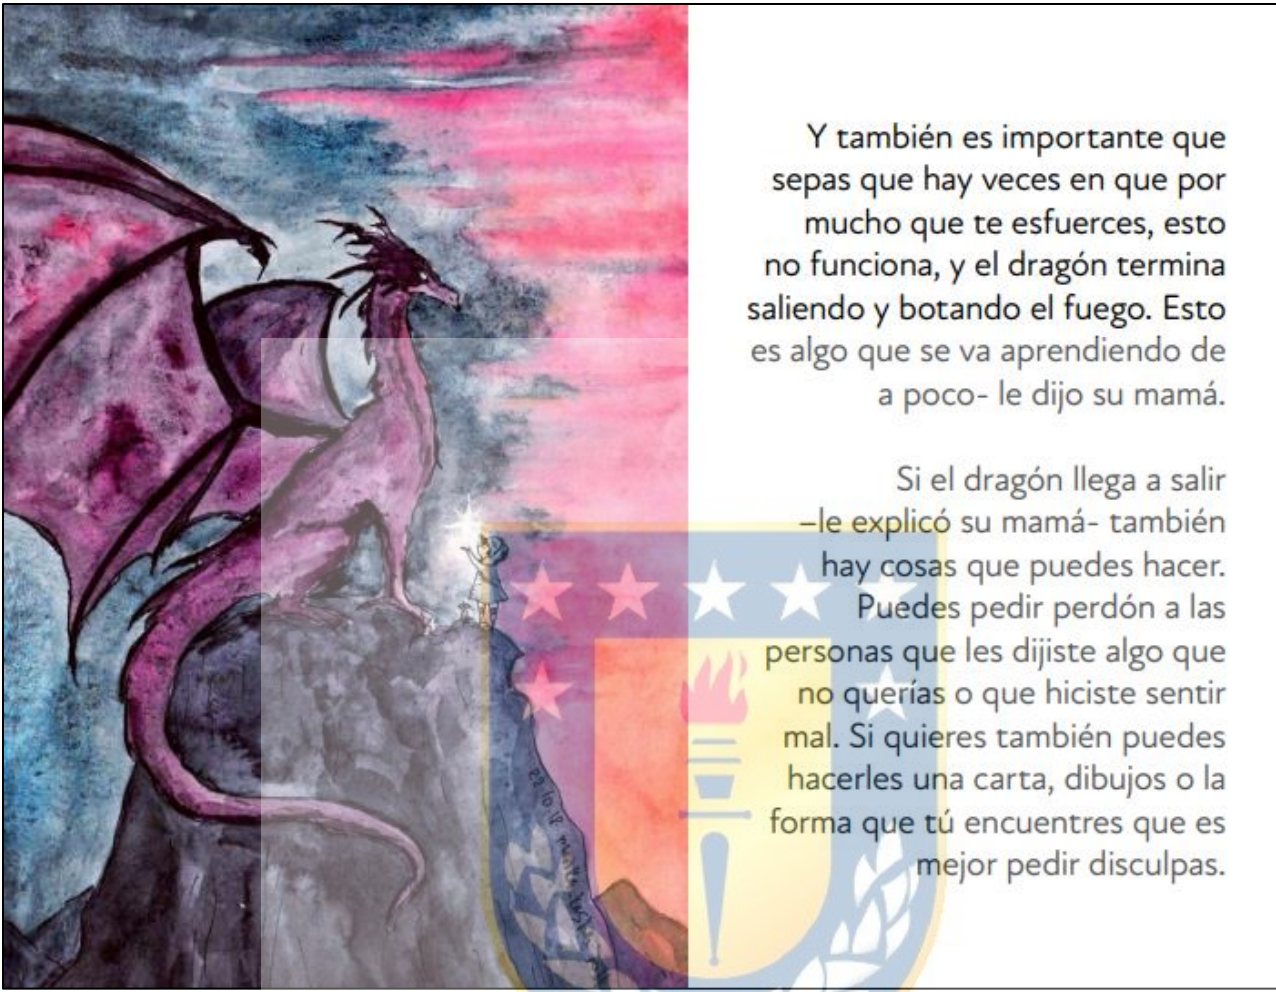 Y también es importante que
sepas que hay veces en que por
mucho que te esfuerces, esto
no funciona, y el dragón termina
saliendo y botando el fuego. Esto
es algo que se va aprendiendo de
a poco- le dijo su mamá.
Si el dragón llega a salir
–le explicó su mamá- también
hay cosas que puedes hacer.
Puedes pedir perdón a las
personas que les dijiste algo que
no querías o que hiciste sentir
mal. Si quieres también puedes
hacerles una carta, dibujos o la
forma que tú encuentres que es
mejor pedir disculpas.
22.10.18